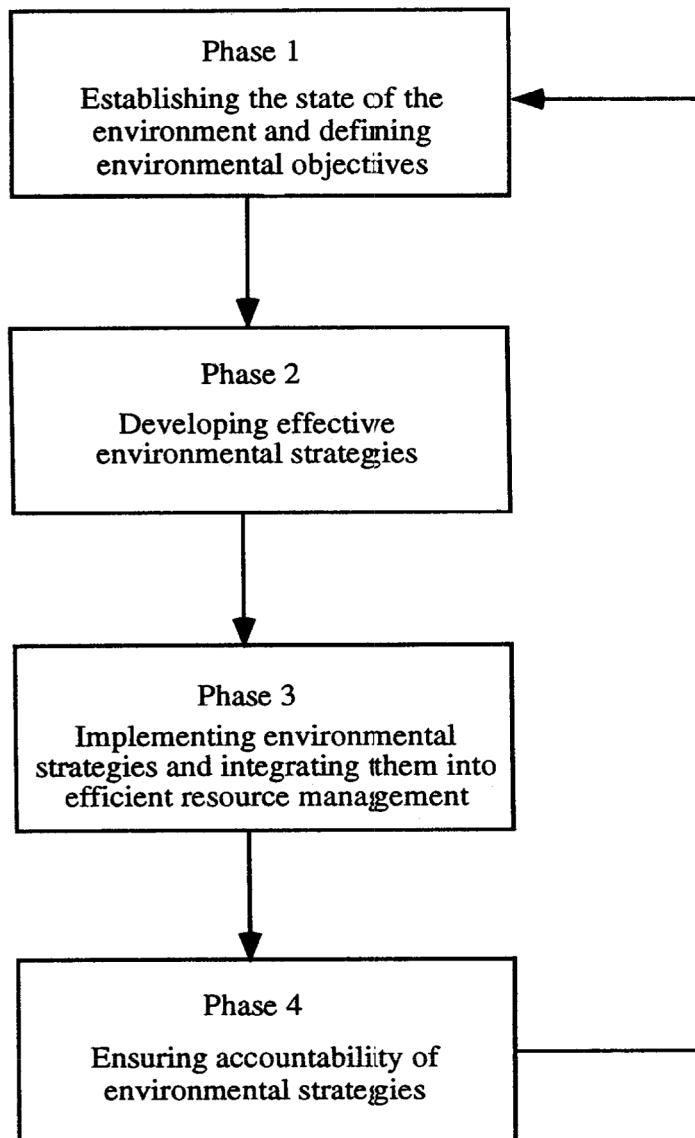 Phase 1
Establishing the state of the
environment and defining
environmental objectives
Phase 2
Developing effective
environmental strategies
Phase 3
Implementing environmental
strategies and integrating them into
efficient resource management
Phase 4
Ensuring accountability of
environmental strategies